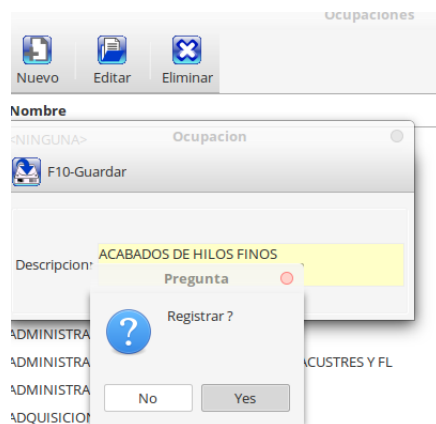 Ocupaciones
Nuevo Editar Eliminar
Nombre
<NINGUNA> Ocupacion
F10-Guardar
Descripcion:
ACABADOS DE HILOS FINOS
Pregunta
Registrar ?
No Yes
ADMINISTRA
ADMINISTRA ACUSTRES Y FL
ADMINISTRA
ADQUISICION